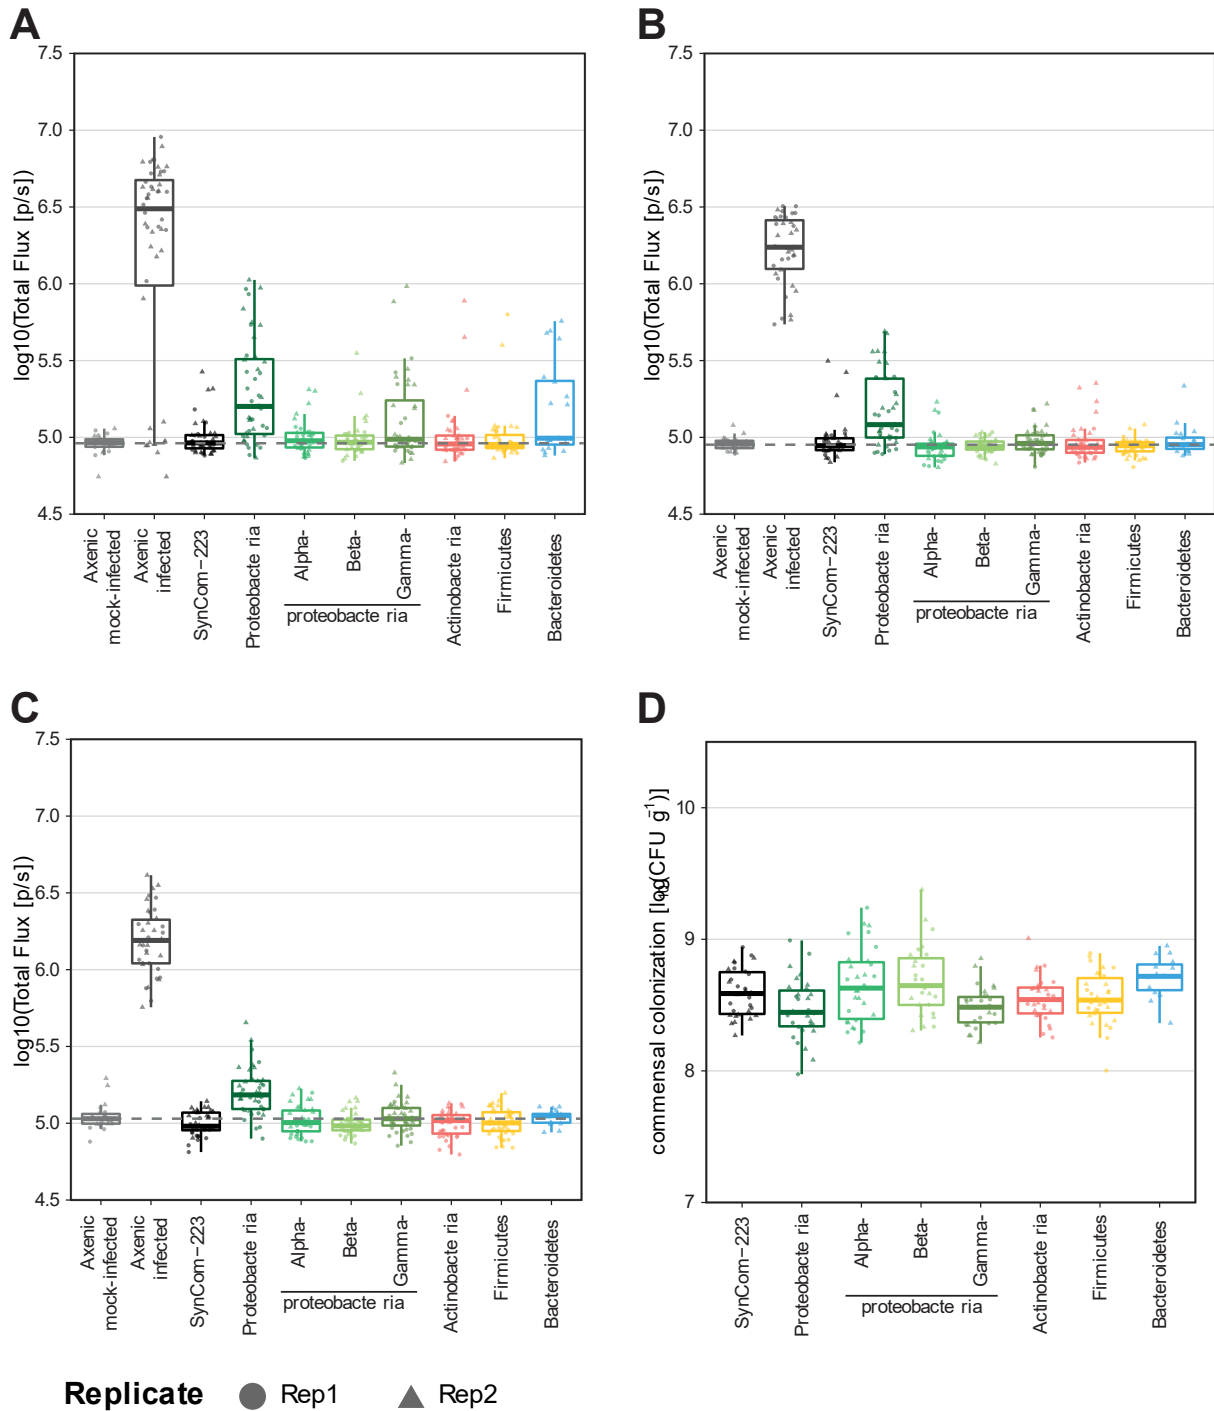 A
log10(Total Flux [p/s])
7.5
7.0
6.5
6.0
5.5
5.0
4.5
Axenic
mock-infected
Axenic
infected
SynCom−223
Proteobacte ria
Alpha-
Beta-
Gamma-
proteobacte ria
Actinobacte ria
Firmicutes
Bacteroidetes
B
log10(Total Flux [p/s])
7.5
7.0
6.5
6.0
5.5
5.0
4.5
Axenic
mock-infected
Axenic
infected
SynCom−223
Proteobacte ria
Alpha-
Beta-
Gamma-
proteobacte ria
Actinobacte ria
Firmicutes
Bacteroidetes
C
log10(Total Flux [p/s])
7.5
7.0
6.5
6.0
5.5
5.0
4.5
Axenic
mock-infected
Axenic
infected
SynCom−223
Proteobacte ria
Alpha-
Beta-
Gamma-
proteobacte ria
Actinobacte ria
Firmicutes
Bacteroidetes
D
commensal colonization [log10(CFU g-1)]
10
9
8
7
SynCom−223
Proteobacte ria
Alpha-
Beta-
Gamma-
proteobacte ria
Actinobacte ria
Firmicutes
Bacteroidetes
Replicate
Rep1
Rep2